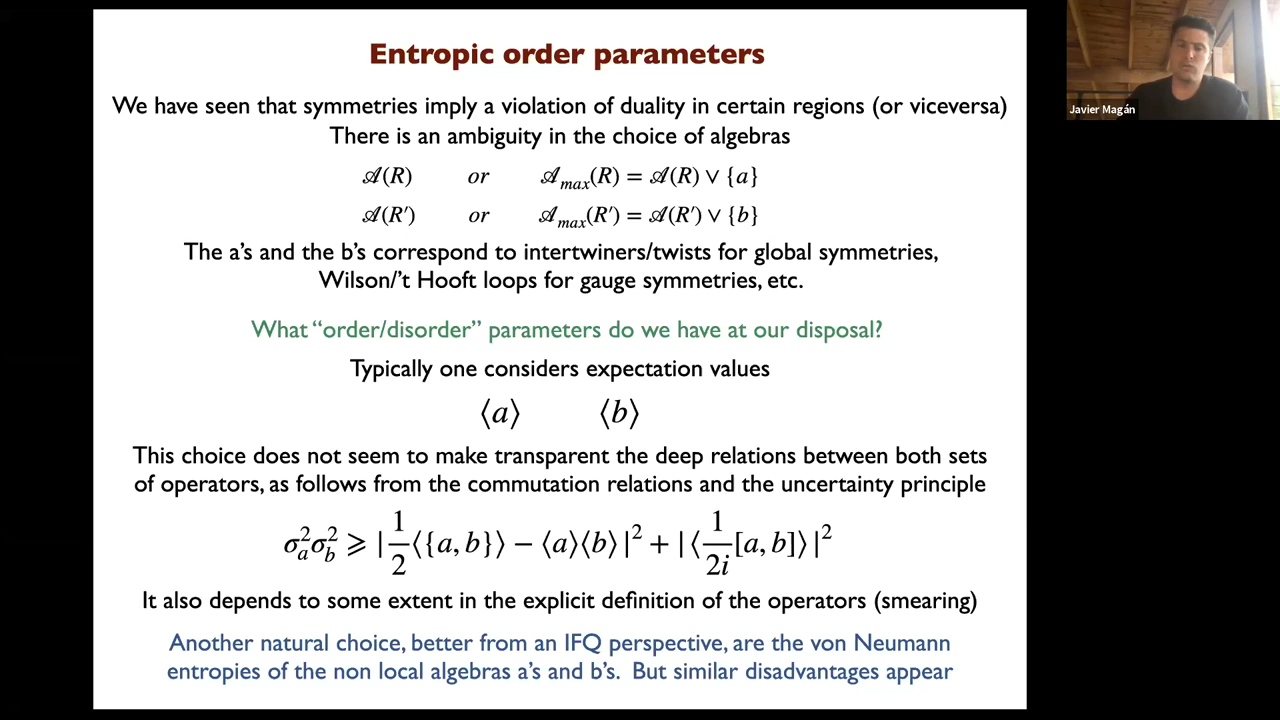 Entropic order parameters
Javier Magán
We have seen that symmetries imply a violation of duality in certain regions (or viceversa)
There is an ambiguity in the choice of algebras
𝒜(R) or 𝒜_max(R) = 𝒜(R) ∨ {a}
𝒜(R′) or 𝒜_max(R′) = 𝒜(R′) ∨ {b}
The a's and the b's correspond to intertwiners/twists for global symmetries,
Wilson/'t Hooft loops for gauge symmetries, etc.
What “order/disorder” parameters do we have at our disposal?
Typically one considers expectation values
⟨a⟩ ⟨b⟩
This choice does not seem to make transparent the deep relations between both sets
of operators, as follows from the commutation relations and the uncertainty principle
σ_a^2 σ_b^2 ⩾ | 1/2 ⟨{a, b}⟩ − ⟨a⟩⟨b⟩ |^2 + | ⟨ 1/2i [a, b]⟩ |^2
It also depends to some extent in the explicit definition of the operators (smearing)
Another natural choice, better from an IFQ perspective, are the von Neumann
entropies of the non local algebras a's and b's. But similar disadvantages appear